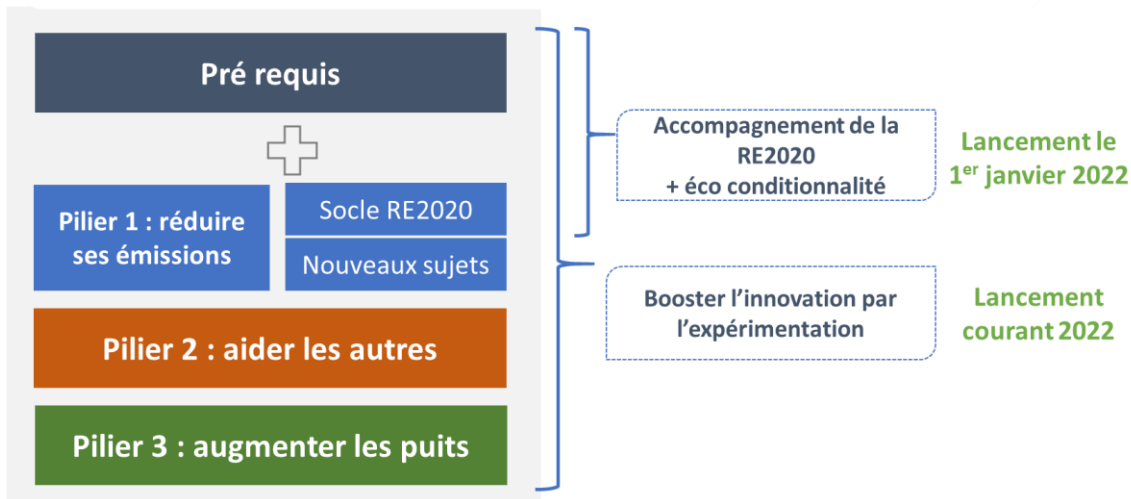 Pré requis
Pilier 1 : réduire
ses émissions
Socle RE2020
Nouveaux sujets
Pilier 2 : aider les autres
Pilier 3 : augmenter les puits
Accompagnement de la
RE2020
+ éco conditionnalité
Lancement le
1er janvier 2022
Booster l’innovation par
l’expérimentation
Lancement
courant 2022